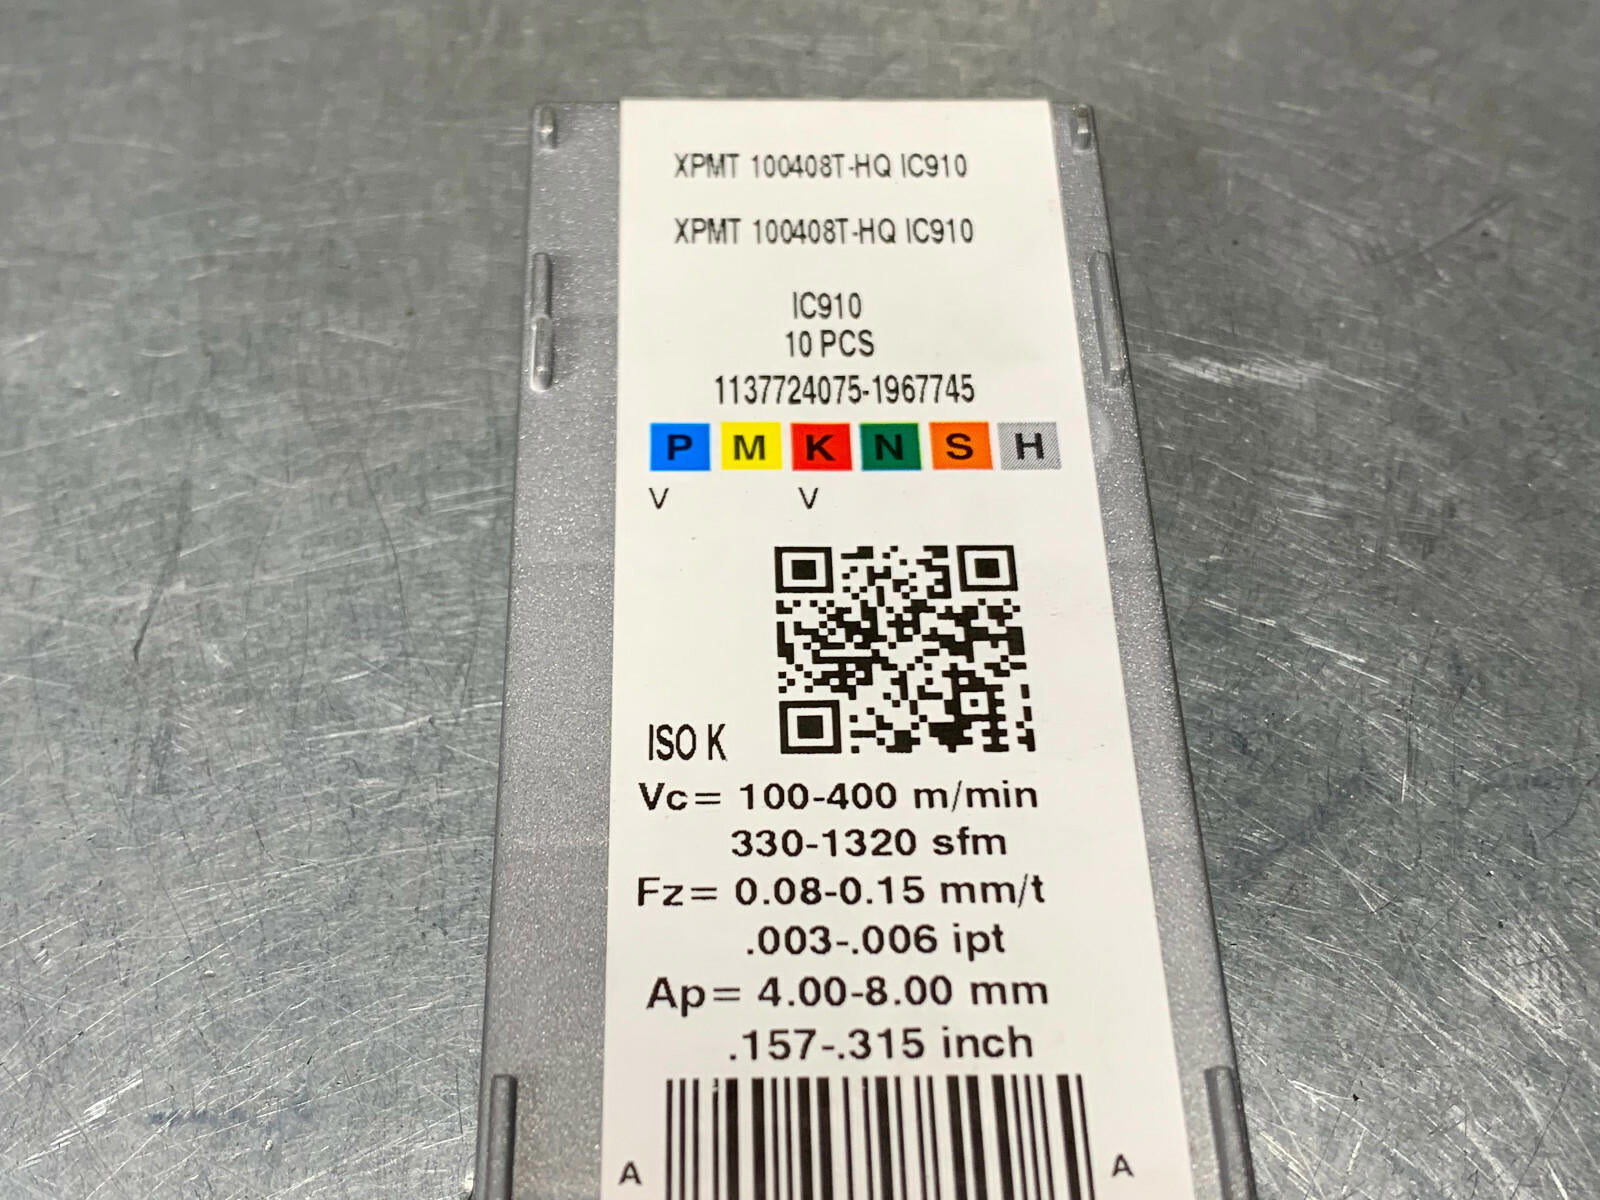 XPMT 100408T-HQ IC910
XPMT 100408T-HQ IC910
IC910
10 PCS
1137724075-1967745
P M K N S H
V V
ISO K
Vc= 100-400 m/min
330-1320 sfm
Fz= 0.08-0.15 mm/t
.003-.006 ipt
Ap= 4.00-8.00 mm
.157-.315 inch
A A